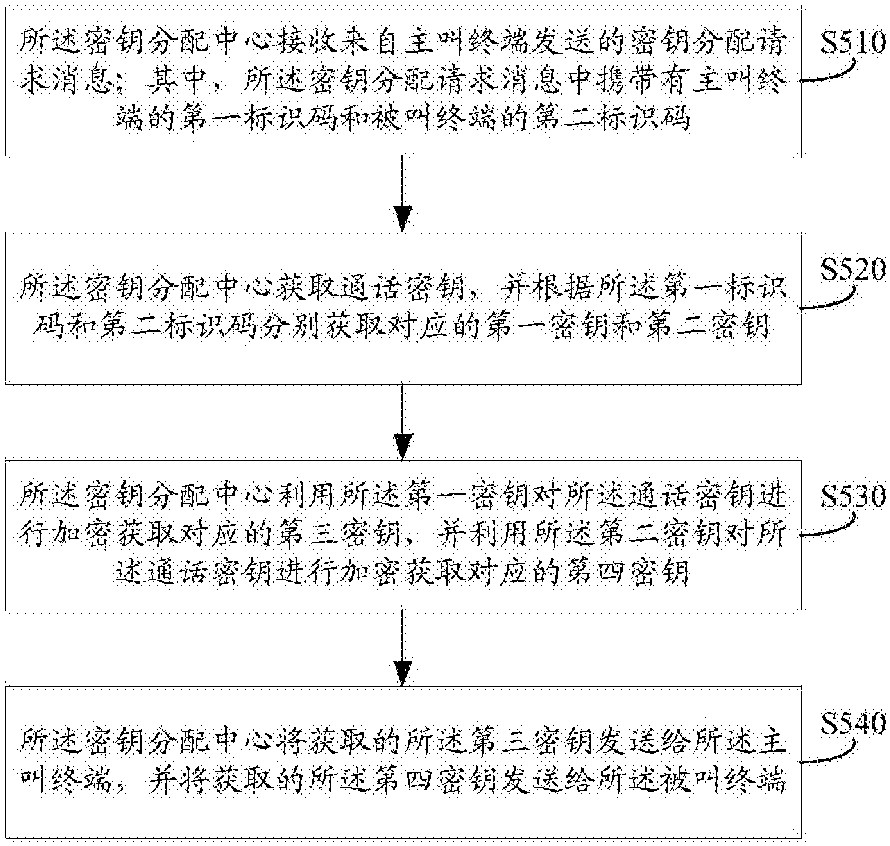 所述密钥分配中心接收来自主叫终端发送的密钥分配请
求消息；其中，所述密钥分配请求消息中携带有主叫终
端的第一标识码和被叫终端的第二标识码
S510
所述密钥分配中心获取通话密钥，并根据所述第一标识
码和第二标识码分别获取对应的第一密钥和第二密钥
S520
所述密钥分配中心利用所述第一密钥对所述通话密钥进
行加密获取对应的第三密钥，并利用所述第二密钥对所
述通话密钥进行加密获取对应的第四密钥
S530
所述密钥分配中心将获取的所述第三密钥发送给所述主
叫终端，并将获取的所述第四密钥发送给所述被叫终端
S540